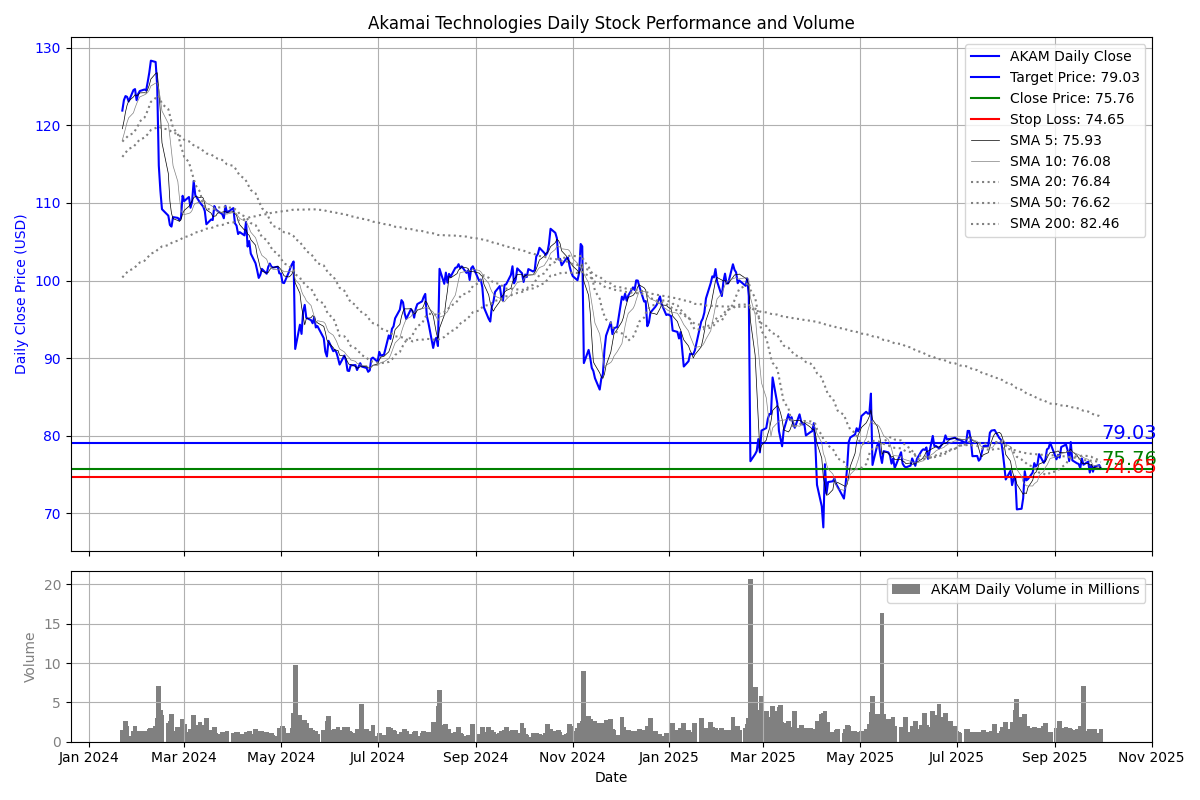 Akamai Technologies Daily Stock Performance and Volume
Daily Close Price (USD)
130
120
110
100
90
80
70
AKAM Daily Close
Target Price: 79.03
Close Price: 75.76
Stop Loss: 74.65
SMA 5: 75.93
SMA 10: 76.08
SMA 20: 76.84
SMA 50: 76.62
SMA 200: 82.46
79.03
75.76
74.65
Volume
20
15
10
5
0
AKAM Daily Volume in Millions
Jan 2024 Mar 2024 May 2024 Jul 2024 Sep 2024 Nov 2024 Jan 2025 Mar 2025 May 2025 Jul 2025 Sep 2025 Nov 2025
Date